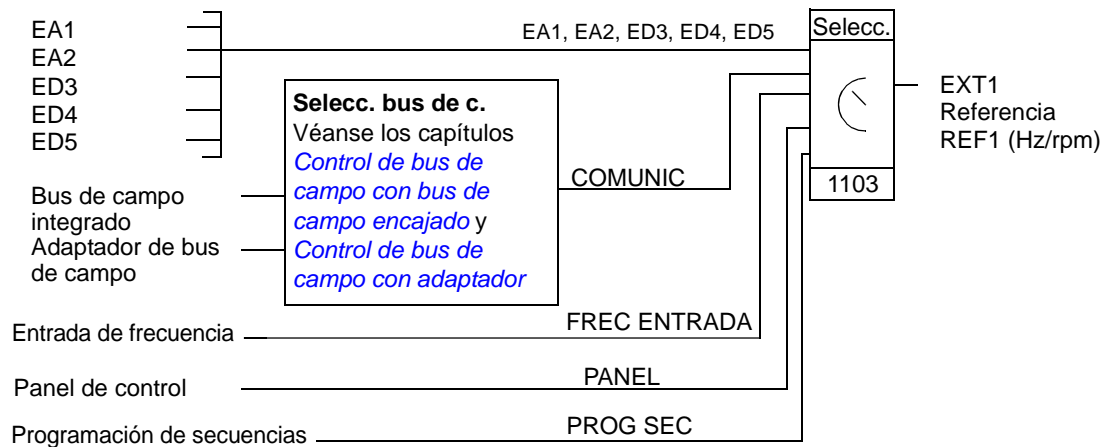 EA1
EA2
ED3
ED4
ED5
EA1, EA2, ED3, ED4, ED5
Selecc.
1103
EXT1
Referencia
REF1 (Hz/rpm)
Selecc. bus de c.
Véanse los capítulos
Control de bus de
campo con bus de
campo encajado y
Control de bus de
campo con adaptador
COMUNIC
Bus de campo
integrado
Adaptador de bus
de campo
Entrada de frecuencia
FREC ENTRADA
Panel de control
PANEL
Programación de secuencias
PROG SEC